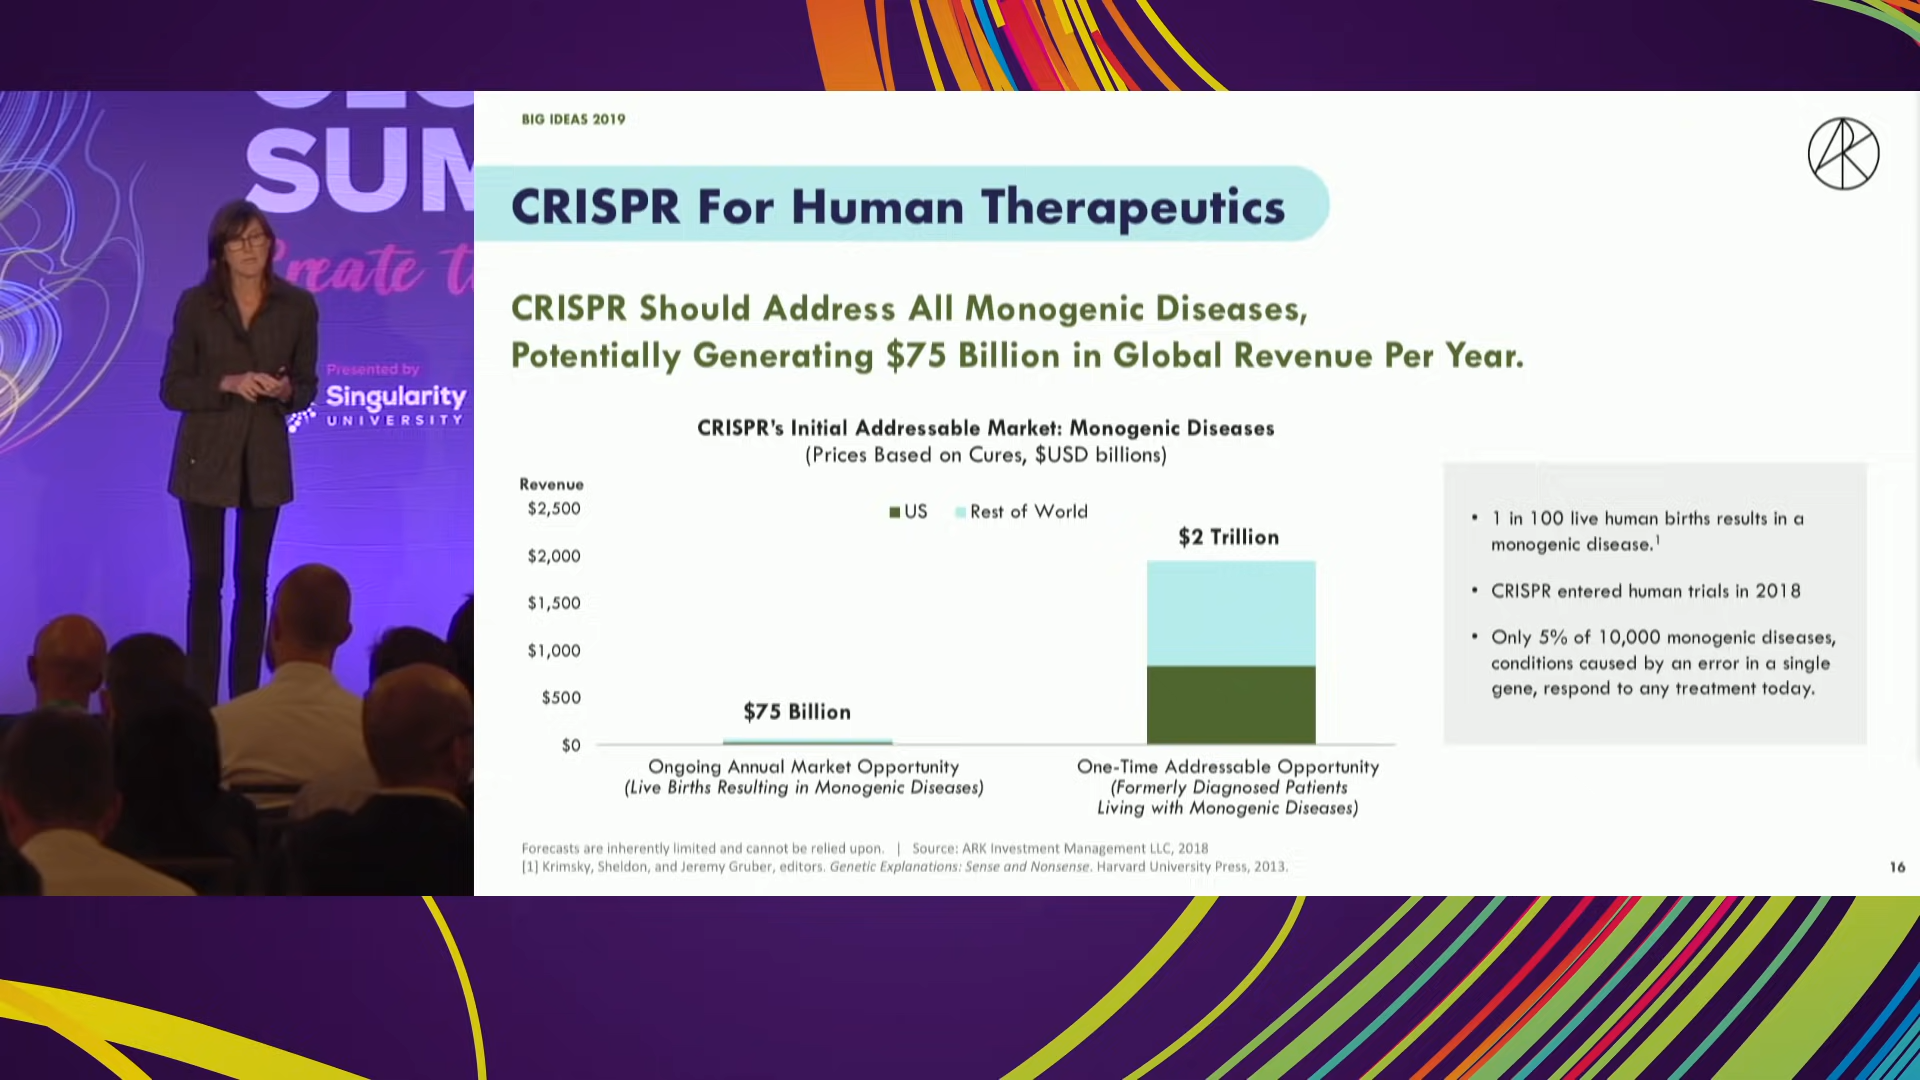 SUM
Create t
Presented by
Singularity
UNIVERSITY
BIG IDEAS 2019
ARK
CRISPR For Human Therapeutics
CRISPR Should Address All Monogenic Diseases,
Potentially Generating $75 Billion in Global Revenue Per Year.
CRISPR's Initial Addressable Market: Monogenic Diseases
(Prices Based on Cures, $USD billions)
Revenue
$2,500
$2,000
$1,500
$1,000
$500
$0
US
Rest of World
$75 Billion
$2 Trillion
Ongoing Annual Market Opportunity
(Live Births Resulting in Monogenic Diseases)
One-Time Addressable Opportunity
(Formerly Diagnosed Patients
Living with Monogenic Diseases)
• 1 in 100 live human births results in a
monogenic disease.1
• CRISPR entered human trials in 2018
• Only 5% of 10,000 monogenic diseases,
conditions caused by an error in a single
gene, respond to any treatment today.
Forecasts are inherently limited and cannot be relied upon. | Source: ARK Investment Management LLC, 2018
[1] Krimsky, Sheldon, and Jeremy Gruber, editors. Genetic Explanations: Sense and Nonsense. Harvard University Press, 2013.
16